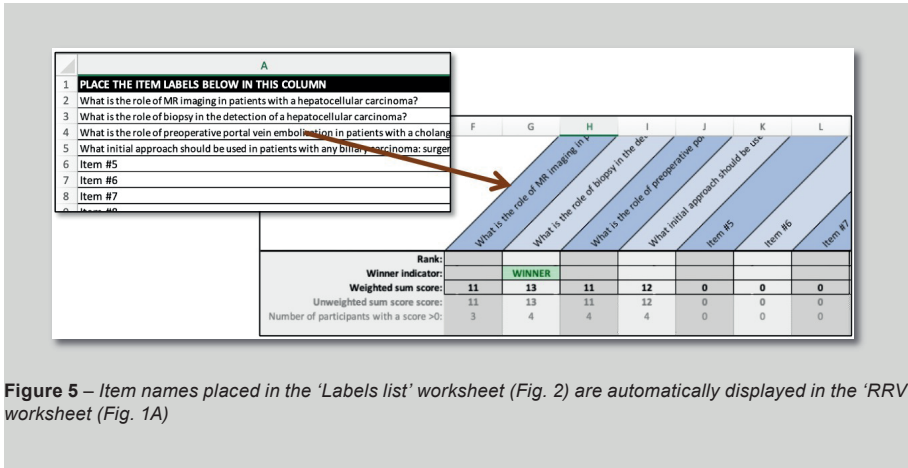 A
1 PLACE THE ITEM LABELS BELOW IN THIS COLUMN
2 What is the role of MR imaging in patients with a hepatocellular carcinoma?
3 What is the role of biopsy in the detection of a hepatocellular carcinoma?
4 What is the role of preoperative portal vein embolization in patients with a cholang
5 What initial approach should be used in patients with any biliary carcinoma: surger
6 Item #5
7 Item #6
8 Item #7
Item #8
F G H I J K L
What is the role of MR imaging in p
What is the role of biopsy in the de
What is the role of preoperative po
What initial approach should be use
Item #5
Item #6
Item #7
Rank:
Winner indicator: WINNER
Weighted sum score: 11 13 11 12 0 0 0
Unweighted sum score score: 11 13 11 12 0 0 0
Number of participants with a score >0: 3 4 4 4 0 0 0
Figure 5 – Item names placed in the ‘Labels list’ worksheet (Fig. 2) are automatically displayed in the ‘RRV
worksheet (Fig. 1A)